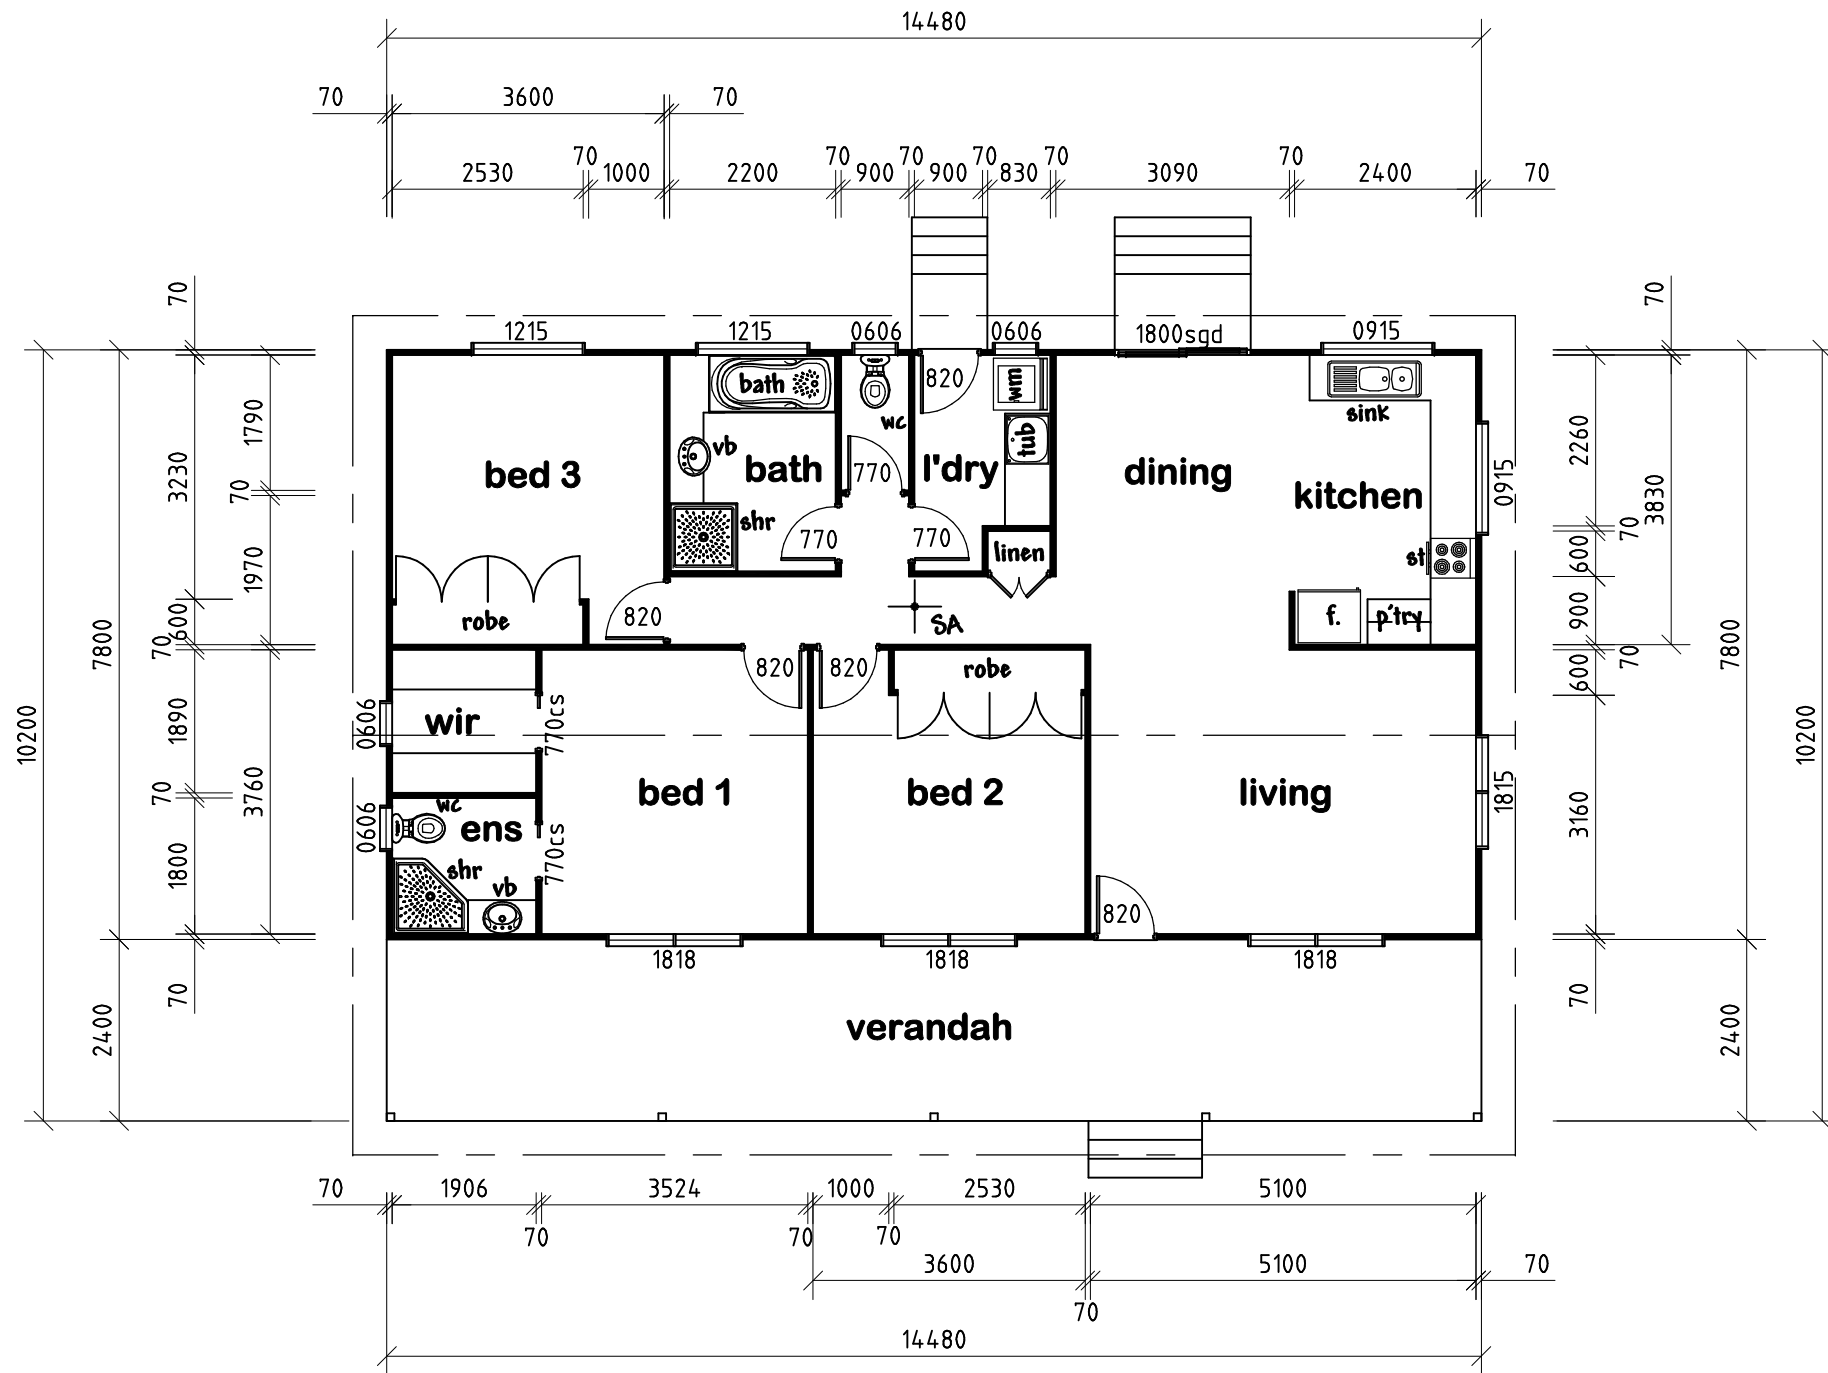 14480
70 3600 70
70 70 70 70 70 70
2530 1000 2200 900 900 830 3090 2400 70
70 70
1215 1215 0606 0606 1800sgd 0915
820
bath
wm
sink
wc
1790
3230
70
1970
600
70
7800
1890
70
3760
1800
70
10200
2400
bed 3
vb
bath
770
l'dry
tub
dining
kitchen
shr
770
770
linen
st
robe
820
SA
f.
p'try
820
820
robe
0606
wir
770cs
bed 1
bed 2
living
0606
wc
ens
770cs
shr
vb
820
1818
1818
1818
verandah
0915
1815
2260
3830
70
600
900
70
600
7800
3160
70
10200
2400
70 1906 3524 1000 2530 5100
70 70 70
3600 5100 70
70
14480